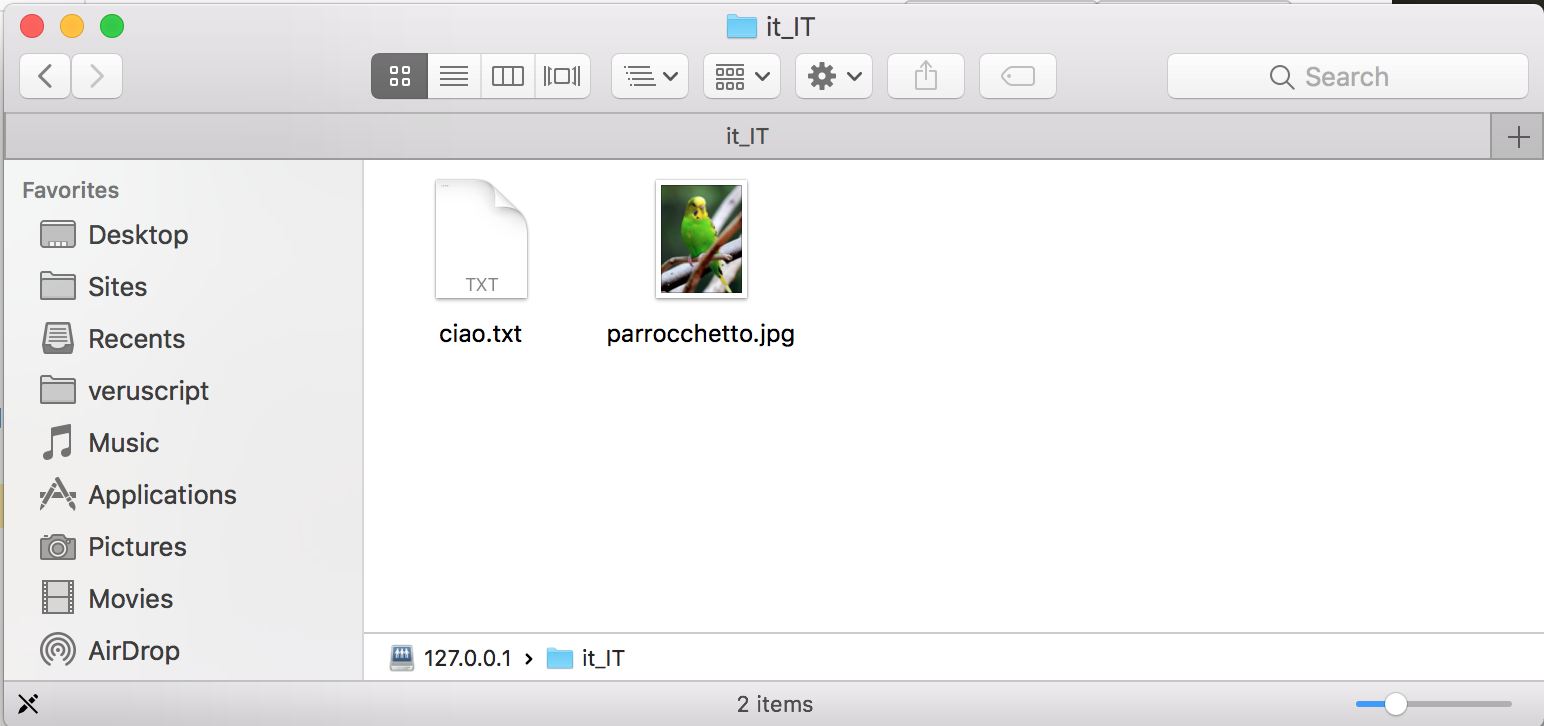 it_IT
Search
it_IT
Favorites
Desktop
Sites
Recents
veruscript
Music
Applications
Pictures
Movies
AirDrop
TXT
ciao.txt
parrocchetto.jpg
127.0.0.1 › it_IT
2 items